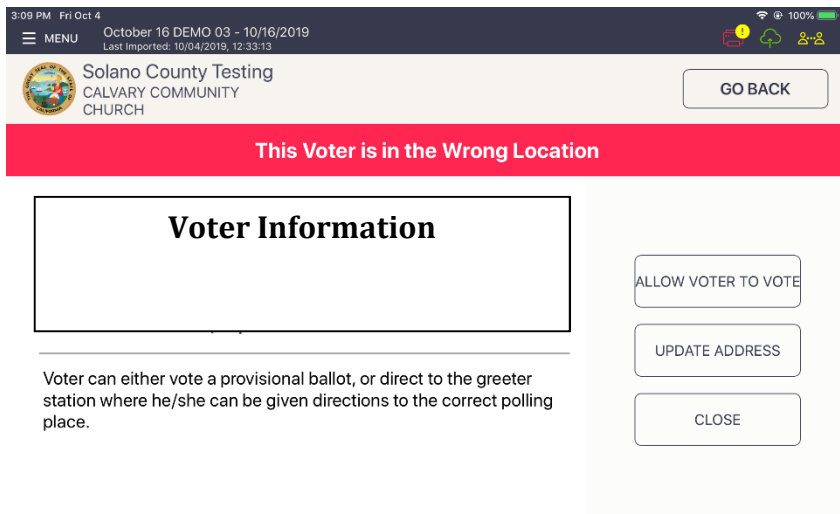 3:09 PM Fri Oct 4
100%
MENU
October 16 DEMO 03 - 10/16/2019
Last Imported: 10/04/2019, 12:33:13
Solano County Testing
CALVARY COMMUNITY
CHURCH
GO BACK
This Voter is in the Wrong Location
Voter Information
ALLOW VOTER TO VOTE
UPDATE ADDRESS
CLOSE
Voter can either vote a provisional ballot, or direct to the greeter
station where he/she can be given directions to the correct polling
place.